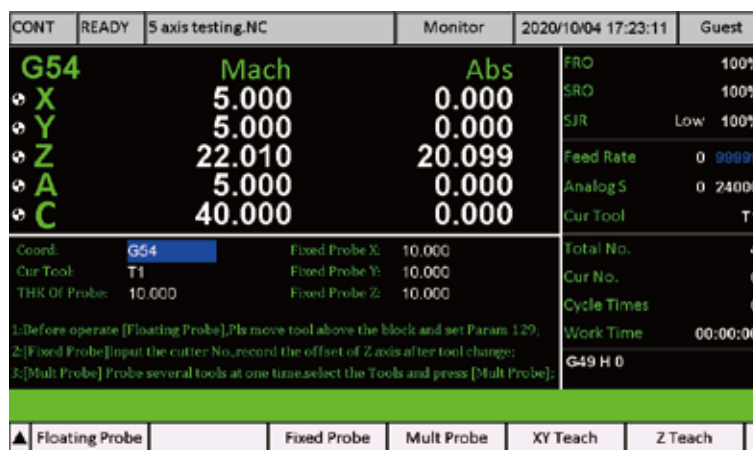 CONT READY 5 axis testing.NC Monitor 2020/10/04 17:23:11 Guest
G54 Mach Abs
X 5.000 0.000
Y 5.000 0.000
Z 22.010 20.099
A 5.000 0.000
C 40.000 0.000
FRO 100%
SRO 100%
SJR Low 100%
Feed Rate 0 9999
Analog S 0 2400
Cur Tool T
Total No.
Cur No.
Cycle Times
Work Time 00:00:0
G49 H 0
Coord: G54 Fixed Probe X: 10.000
Cur Tool: T1 Fixed Probe Y: 10.000
THK Of Probe: 10.000 Fixed Probe Z: 10.000
1:Before operate [Floating Probe],Pls move tool above the block and set Param 129;
2:[Fixed Probe]Input the cutter No.,record the offset of Z axis after tool change;
3:[Mult Probe] Probe several tools at one time.select the Tools and press [Mult Probe];
Floating Probe Fixed Probe Mult Probe XY Teach Z Teach